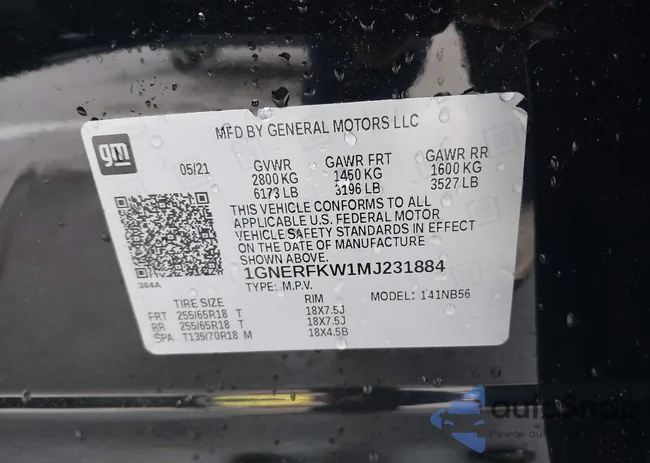 MFD BY GENERAL MOTORS LLC
gm
05/21 GVWR GAWR FRT GAWR RR
2800 KG 1450 KG 1600 KG
6173 LB 3196 LB 3527 LB
THIS VEHICLE CONFORMS TO ALL
APPLICABLE U.S. FEDERAL MOTOR
VEHICLE SAFETY STANDARDS IN EFFECT
ON THE DATE OF MANUFACTURE
SHOWN ABOVE.
384A 1GNERFKW1MJ231884
TYPE: M.P.V. MODEL: 141NB56
TIRE SIZE RIM
FRT 255/65R18 T 18X7.5J
RR 255/65R18 T 18X7.5J
SPA T135/70R18 M 18X4.5B
autoSnap
Pewne auto